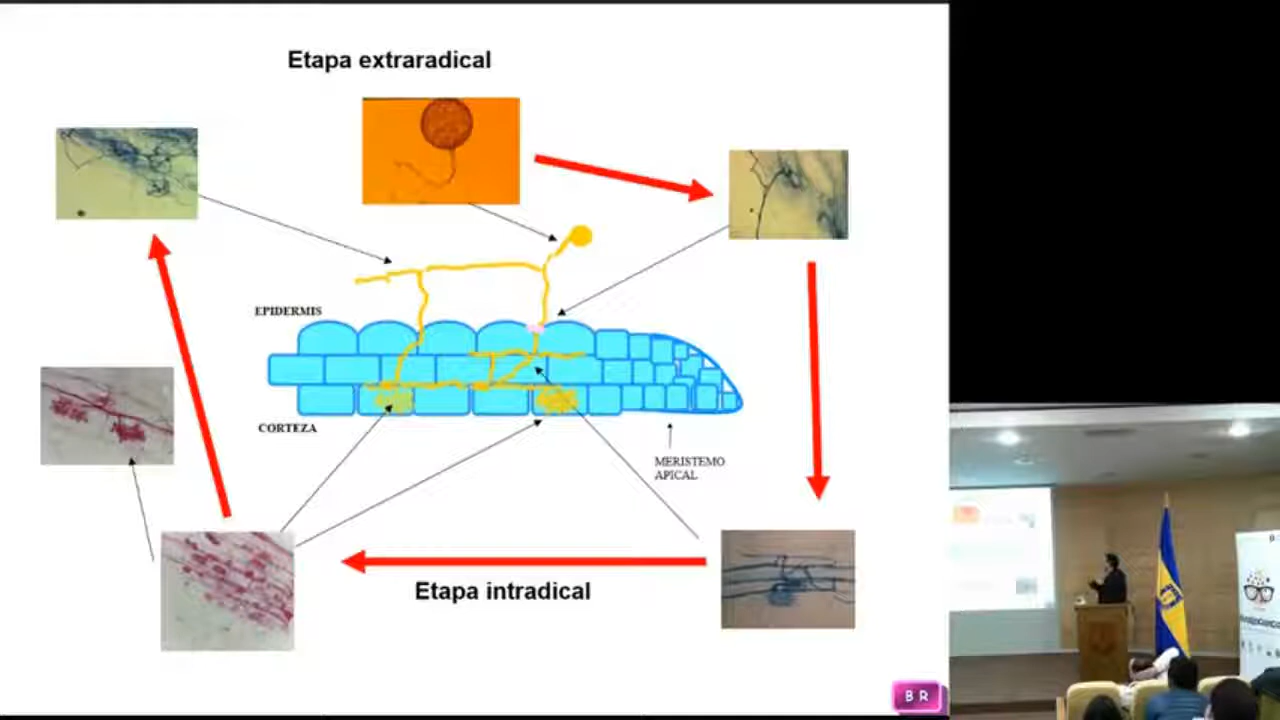 Etapa extraradical
EPIDERMIS
CORTEZA
MERISTEMO
APICAL
Etapa intradical
B R